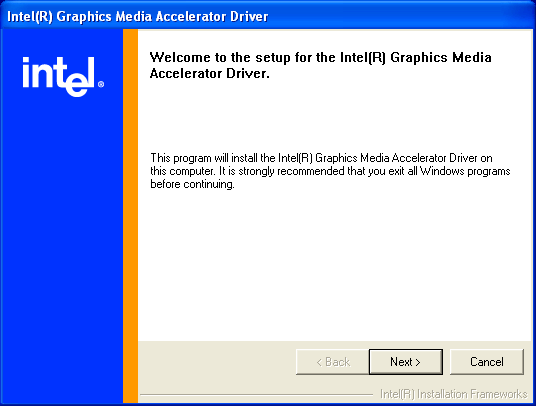 Intel(R) Graphics Media Accelerator Driver
intel®
Welcome to the setup for the Intel(R) Graphics Media
Accelerator Driver.
This program will install the Intel(R) Graphics Media Accelerator Driver on
this computer. It is strongly recommended that you exit all Windows programs
before continuing.
< Back
Next >
Cancel
Intel(R) Installation Frameworks